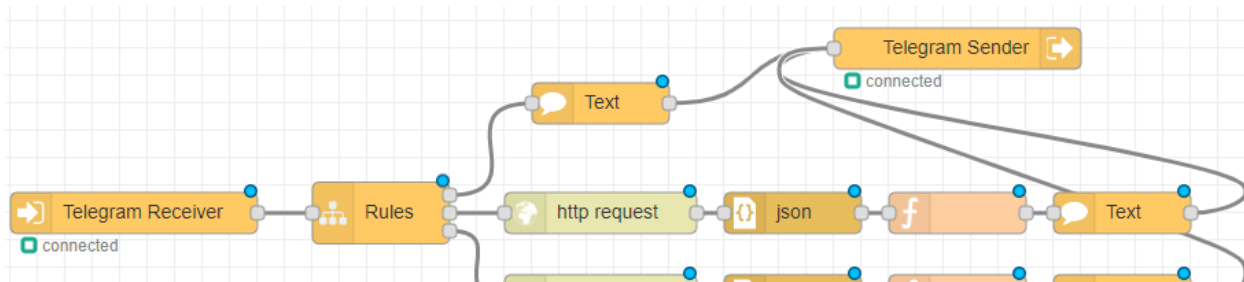 Telegram Sender
connected
Text
Telegram Receiver
connected
Rules
http request
{} json
f
Text